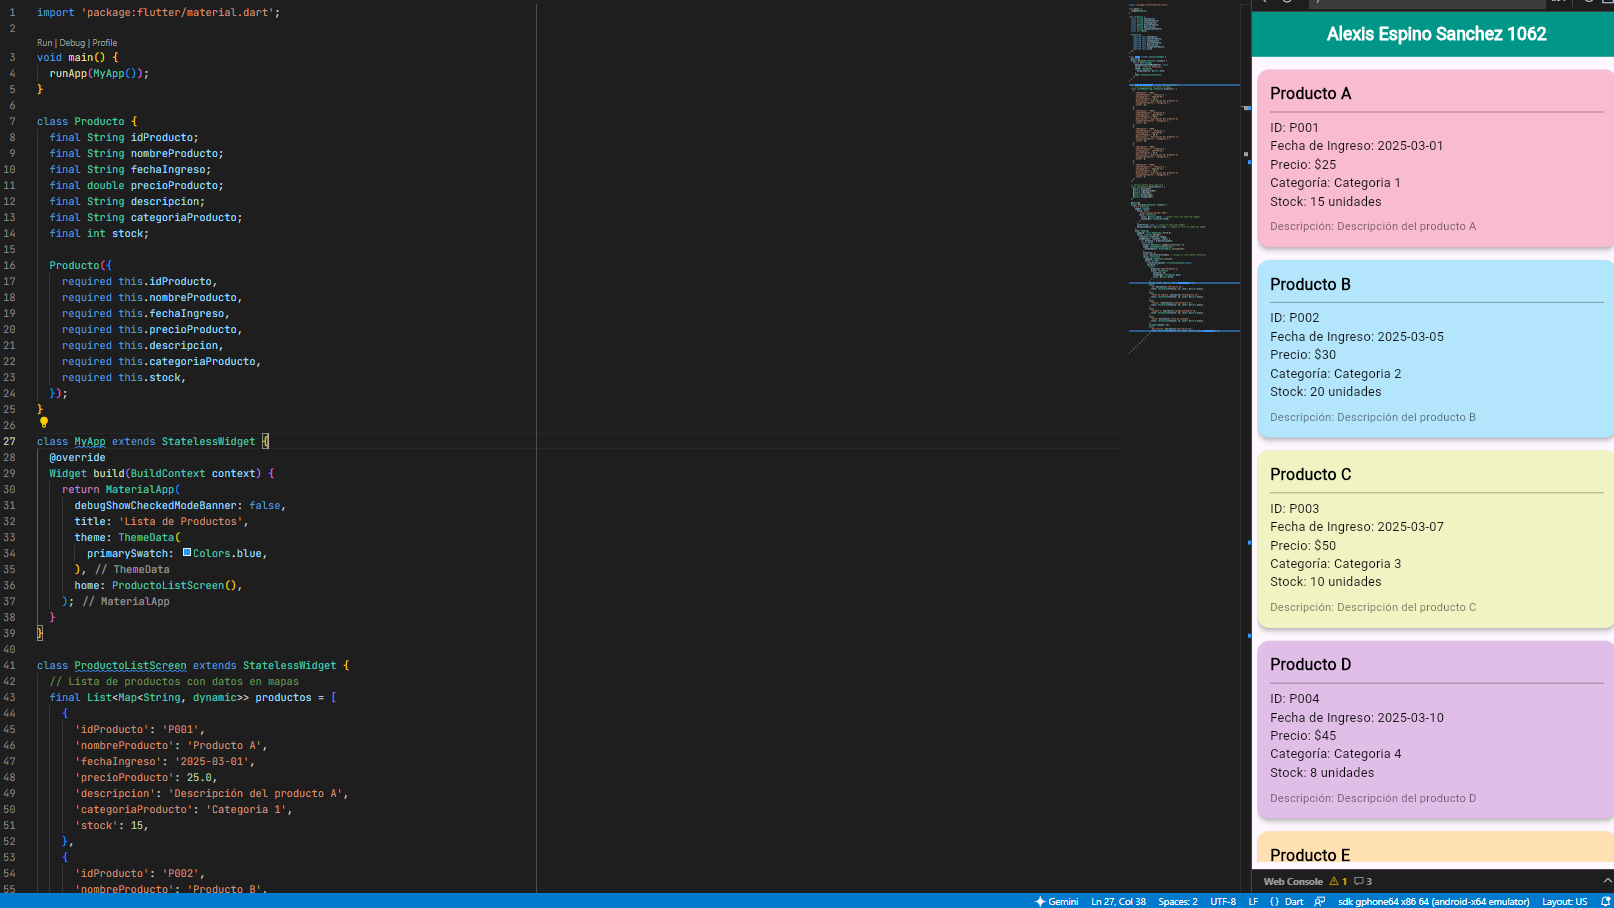 1 import 'package:flutter/material.dart';
2
Run | Debug | Profile
3 void main() {
4 runApp(MyApp());
5 }
6
7 class Producto {
8 final String idProducto;
9 final String nombreProducto;
10 final String fechaIngreso;
11 final double precioProducto;
12 final String descripcion;
13 final String categoriaProducto;
14 final int stock;
15
16 Producto({
17 required this.idProducto,
18 required this.nombreProducto,
19 required this.fechaIngreso,
20 required this.precioProducto,
21 required this.descripcion,
22 required this.categoriaProducto,
23 required this.stock,
24 });
25 }
26
27 class MyApp extends StatelessWidget {
28 @override
29 Widget build(BuildContext context) {
30 return MaterialApp(
31 debugShowCheckedModeBanner: false,
32 title: 'Lista de Productos',
33 theme: ThemeData(
34 primarySwatch: Colors.blue,
35 ), // ThemeData
36 home: ProductoListScreen(),
37 ); // MaterialApp
38 }
39 }
40
41 class ProductoListScreen extends StatelessWidget {
42 // Lista de productos con datos en mapas
43 final List<Map<String, dynamic>> productos = [
44 {
45 'idProducto': 'P001',
46 'nombreProducto': 'Producto A',
47 'fechaIngreso': '2025-03-01',
48 'precioProducto': 25.0,
49 'descripcion': 'Descripción del producto A',
50 'categoriaProducto': 'Categoria 1',
51 'stock': 15,
52 },
53 {
54 'idProducto': 'P002',
55 'nombreProducto': 'Producto B',
Alexis Espino Sanchez 1062
Producto A
ID: P001
Fecha de Ingreso: 2025-03-01
Precio: $25
Categoría: Categoria 1
Stock: 15 unidades
Descripción: Descripción del producto A
Producto B
ID: P002
Fecha de Ingreso: 2025-03-05
Precio: $30
Categoría: Categoria 2
Stock: 20 unidades
Descripción: Descripción del producto B
Producto C
ID: P003
Fecha de Ingreso: 2025-03-07
Precio: $50
Categoría: Categoria 3
Stock: 10 unidades
Descripción: Descripción del producto C
Producto D
ID: P004
Fecha de Ingreso: 2025-03-10
Precio: $45
Categoría: Categoria 4
Stock: 8 unidades
Descripción: Descripción del producto D
Producto E
Web Console 1 3
Gemini Ln 27, Col 38 Spaces: 2 UTF-8 LF {} Dart sdk gphone64 x86 64 (android-x64 emulator) Layout: US